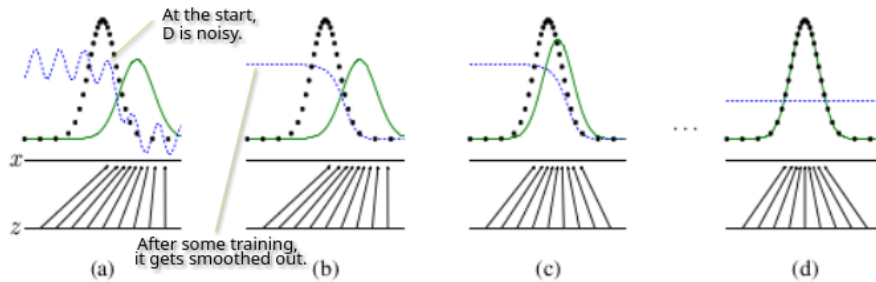 At the start,
D is noisy.
x
z
After some training,
it gets smoothed out.
...
(a)
(b)
(c)
(d)